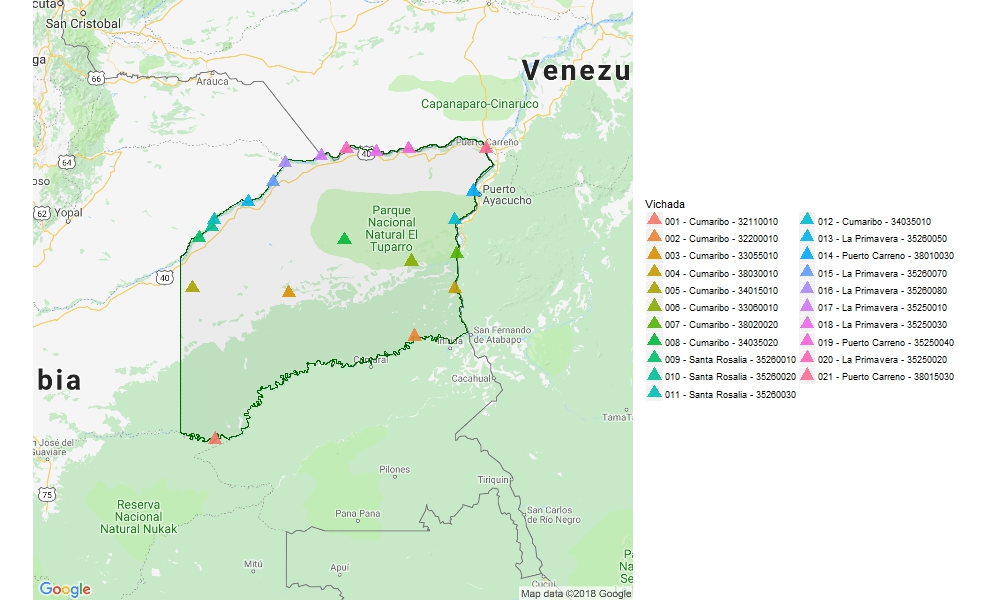 cuta
San Cristobal
ga
66
Arauca
Venezu
Capanaparo-Cinaruco
Puerto Carreño
40
64
oso
62
Yopal
Puerto
Ayacucho
Parque
Nacional
Natural El
Tuparro
40
San Fernando
de Atabapo
Cacahual
bia
TamaT
n José del
Guaviare
75
Pilones
Tiriquin
Reserva
Nacional
Natural Nukak
Pana Pana
San Carlos
de Río Negro
Mitú
Apuí
Cucuí
Pa
Na
Se
Google
Map data ©2018 Google
Vichada
001 - Cumaribo - 32110010
002 - Cumaribo - 32200010
003 - Cumaribo - 33055010
004 - Cumaribo - 38030010
005 - Cumaribo - 34015010
006 - Cumaribo - 33060010
007 - Cumaribo - 38020020
008 - Cumaribo - 34035020
009 - Santa Rosalia - 35260010
010 - Santa Rosalia - 35260020
011 - Santa Rosalia - 35260030
012 - Cumaribo - 34035010
013 - La Primavera - 35260050
014 - Puerto Carreno - 38010030
015 - La Primavera - 35260070
016 - La Primavera - 35260080
017 - La Primavera - 35250010
018 - La Primavera - 35250030
019 - Puerto Carreno - 35250040
020 - La Primavera - 35250020
021 - Puerto Carreno - 38015030